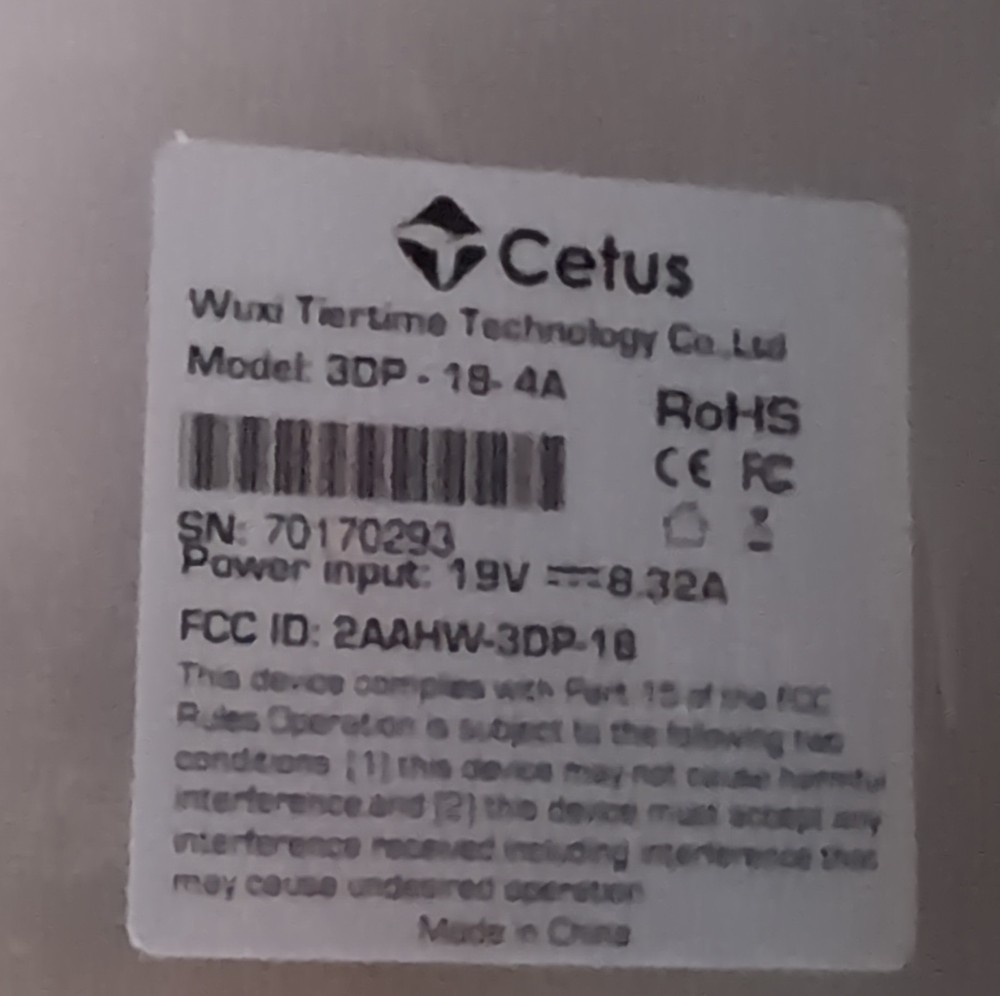 Cetus
Wuxi Tiertime Technology Co.,Ltd
Model: 3DP - 18- 4A
RoHS
CE FC
SN: 70170293
Power input: 19V ⎓ 8.32A
FCC ID: 2AAHW-3DP-18
This device complies with Part 15 of the FCC
Rules Operation is subject to the following two
conditions [1] this device may not cause harmful
interference.and [2] this device must accept any
interference received including interference that
may cause undesired operation
Made in China